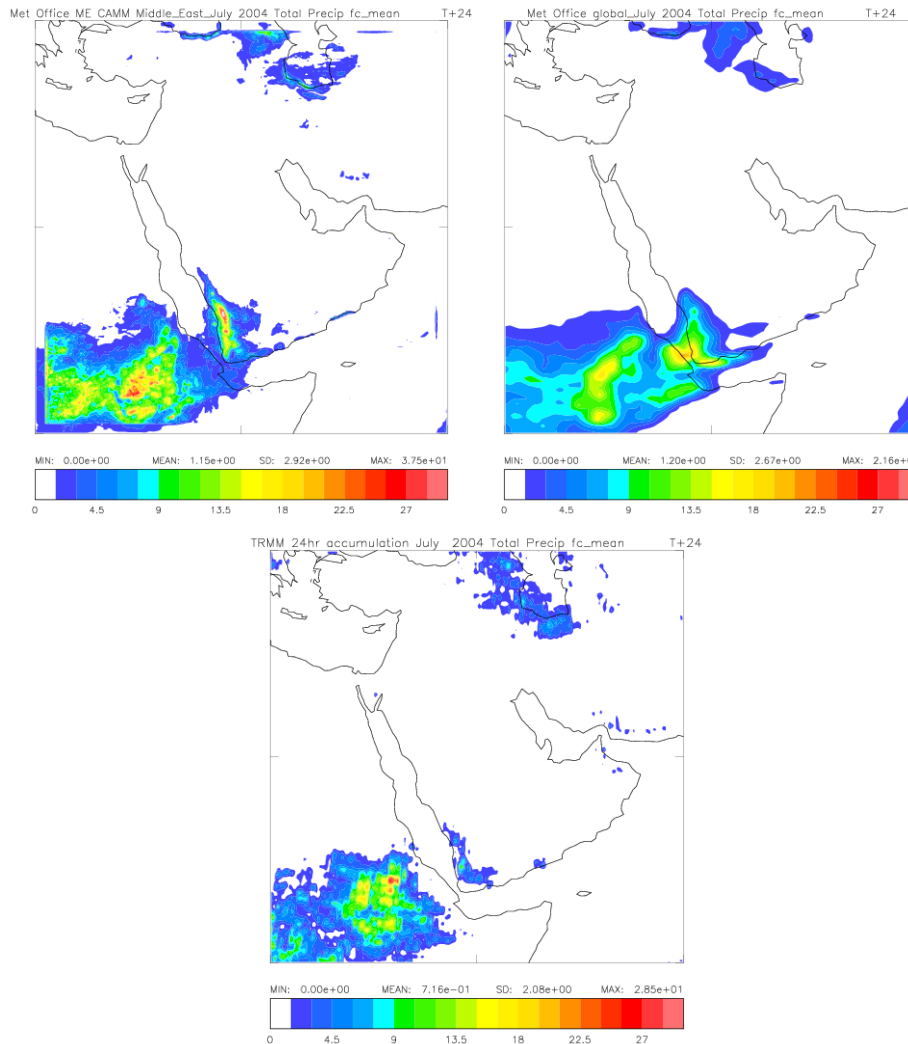 Met Office ME CAMM Middle_East_July 2004 Total Precip fc_mean T+24
MIN: 0.00e+00 MEAN: 1.15e+00 SD: 2.92e+00 MAX: 3.75e+01
0 4.5 9 13.5 18 22.5 27
Met Office global_July 2004 Total Precip fc_mean T+24
MIN: 0.00e+00 MEAN: 1.20e+00 SD: 2.67e+00 MAX: 2.16e+
0 4.5 9 13.5 18 22.5 27
TRMM 24hr accumulation July 2004 Total Precip fc_mean T+24
MIN: 0.00e+00 MEAN: 7.16e-01 SD: 2.08e+00 MAX: 2.85e+01
0 4.5 9 13.5 18 22.5 27